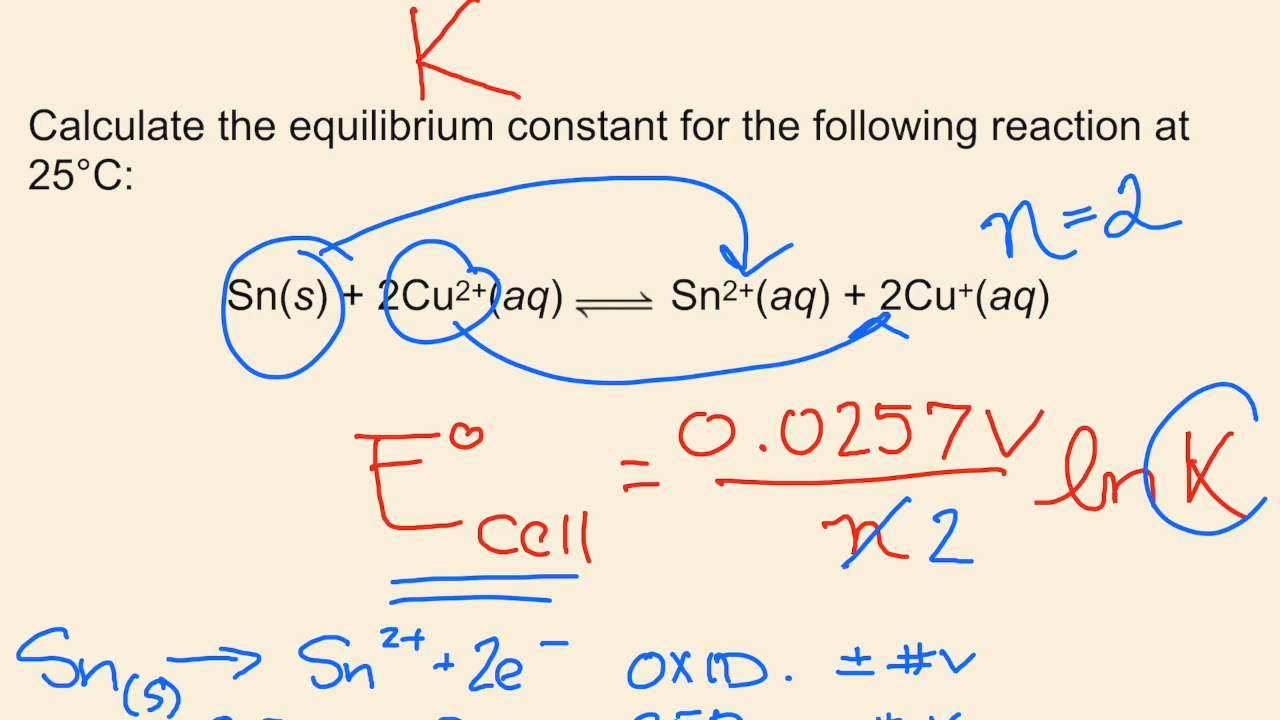 K
Calculate the equilibrium constant for the following reaction at
25°C:
n=2
Sn(s) + 2Cu²⁺(aq) ⇌ Sn²⁺(aq) + 2Cu⁺(aq)
E°cell = 0.0257V/n 2 ln K
Sn(s) → Sn²⁺ + 2e⁻ OXID. ± #V